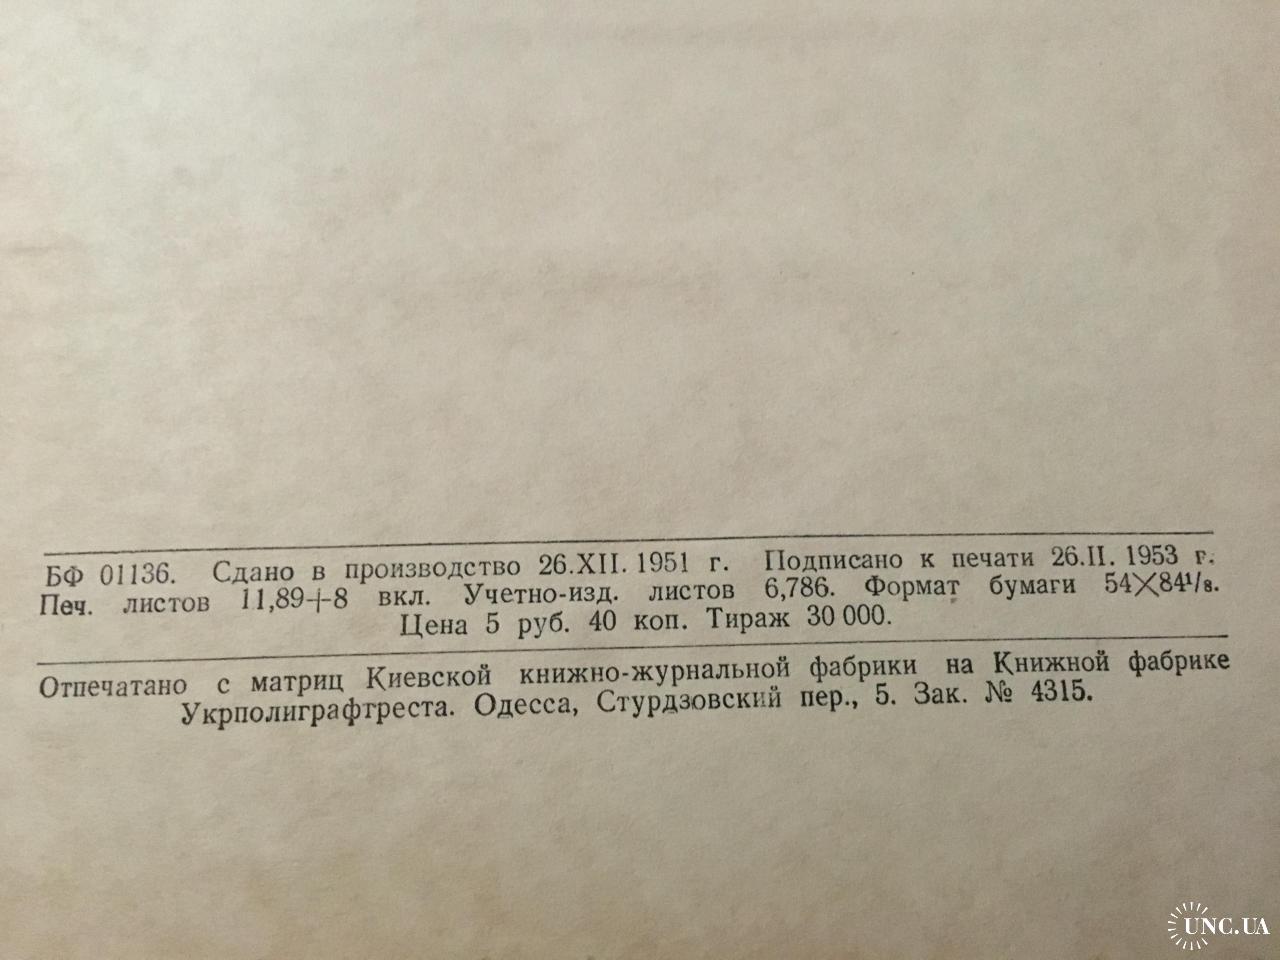 БФ 01136. Сдано в производство 26.XII. 1951 г. Подписано к печати 26.II. 1953 г.
Печ. листов 11,89+8 вкл. Учетно-изд. листов 6,786. Формат бумаги 54×84¹/₈.
Цена 5 руб. 40 коп. Тираж 30 000.
Отпечатано с матриц Киевской книжно-журнальной фабрики на Книжной фабрике
Укрполиграфтреста. Одесса, Стурдзовский пер., 5. Зак. № 4315.
UNC.UA